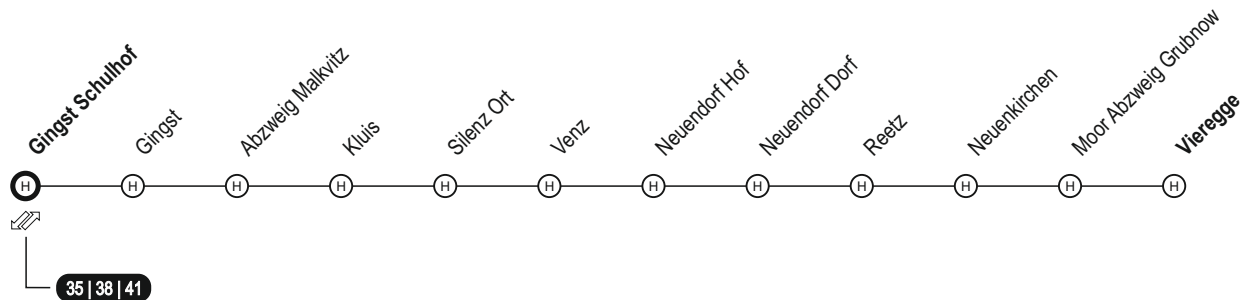 Gingst Schulhof
Gingst
Abzweig Malkvitz
Kluis
Silenz Ort
Venz
Neuendorf Hof
Neuendorf Dorf
Reetz
Neuenkirchen
Moor Abzweig Grubnow
Vieregge
H H H H H H H H H H H H
35 | 38 | 41